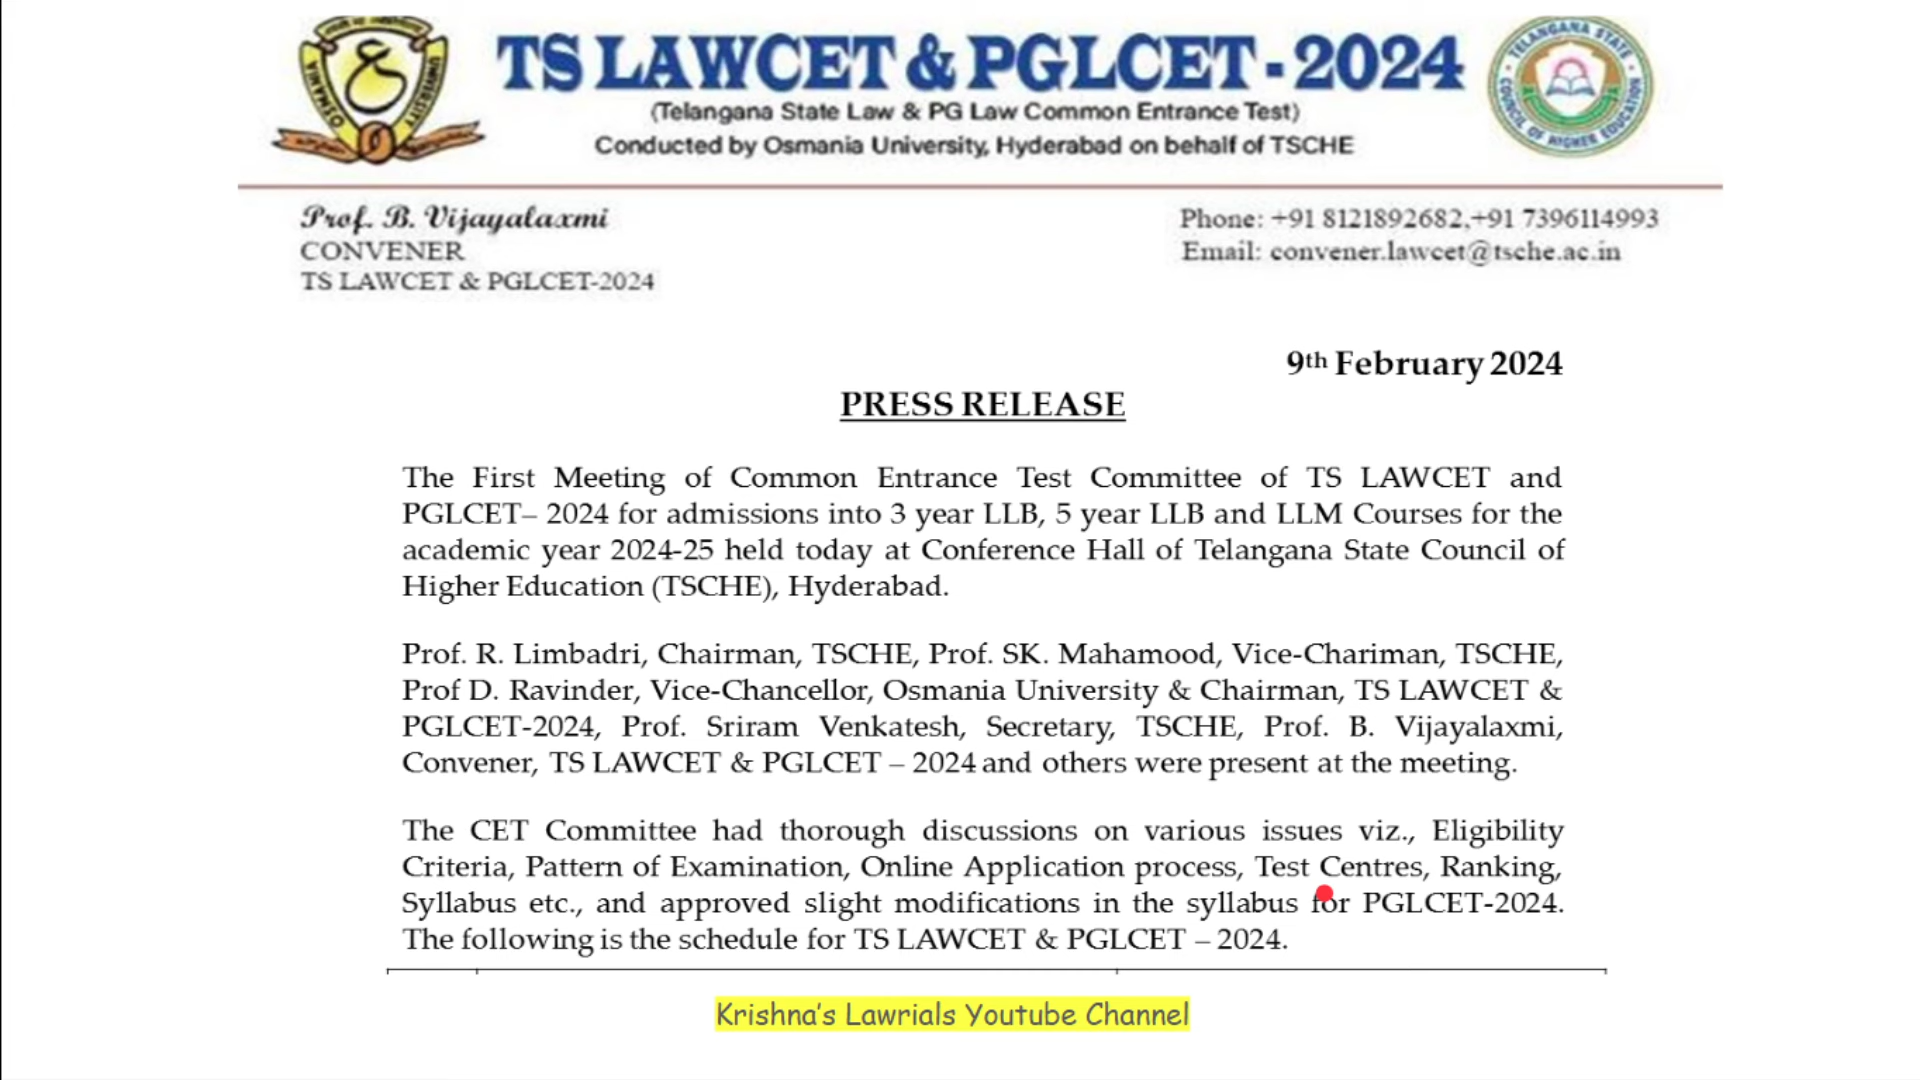 OSMANIA UNIVERSITY
TS LAWCET & PGLCET - 2024
(Telangana State Law & PG Law Common Entrance Test)
Conducted by Osmania University, Hyderabad on behalf of TSCHE
TELANGANA STATE COUNCIL OF HIGHER EDUCATION
Prof. B. Vijayalaxmi
CONVENER
TS LAWCET & PGLCET-2024
Phone: +91 8121892682,+91 7396114993
Email: convener.lawcet@tsche.ac.in
9th February 2024
PRESS RELEASE
The First Meeting of Common Entrance Test Committee of TS LAWCET and
PGLCET– 2024 for admissions into 3 year LLB, 5 year LLB and LLM Courses for the
academic year 2024-25 held today at Conference Hall of Telangana State Council of
Higher Education (TSCHE), Hyderabad.
Prof. R. Limbadri, Chairman, TSCHE, Prof. SK. Mahamood, Vice-Chariman, TSCHE,
Prof D. Ravinder, Vice-Chancellor, Osmania University & Chairman, TS LAWCET &
PGLCET-2024, Prof. Sriram Venkatesh, Secretary, TSCHE, Prof. B. Vijayalaxmi,
Convener, TS LAWCET & PGLCET – 2024 and others were present at the meeting.
The CET Committee had thorough discussions on various issues viz., Eligibility
Criteria, Pattern of Examination, Online Application process, Test Centres, Ranking,
Syllabus etc., and approved slight modifications in the syllabus for PGLCET-2024.
The following is the schedule for TS LAWCET & PGLCET – 2024.
Krishna's Lawrials Youtube Channel